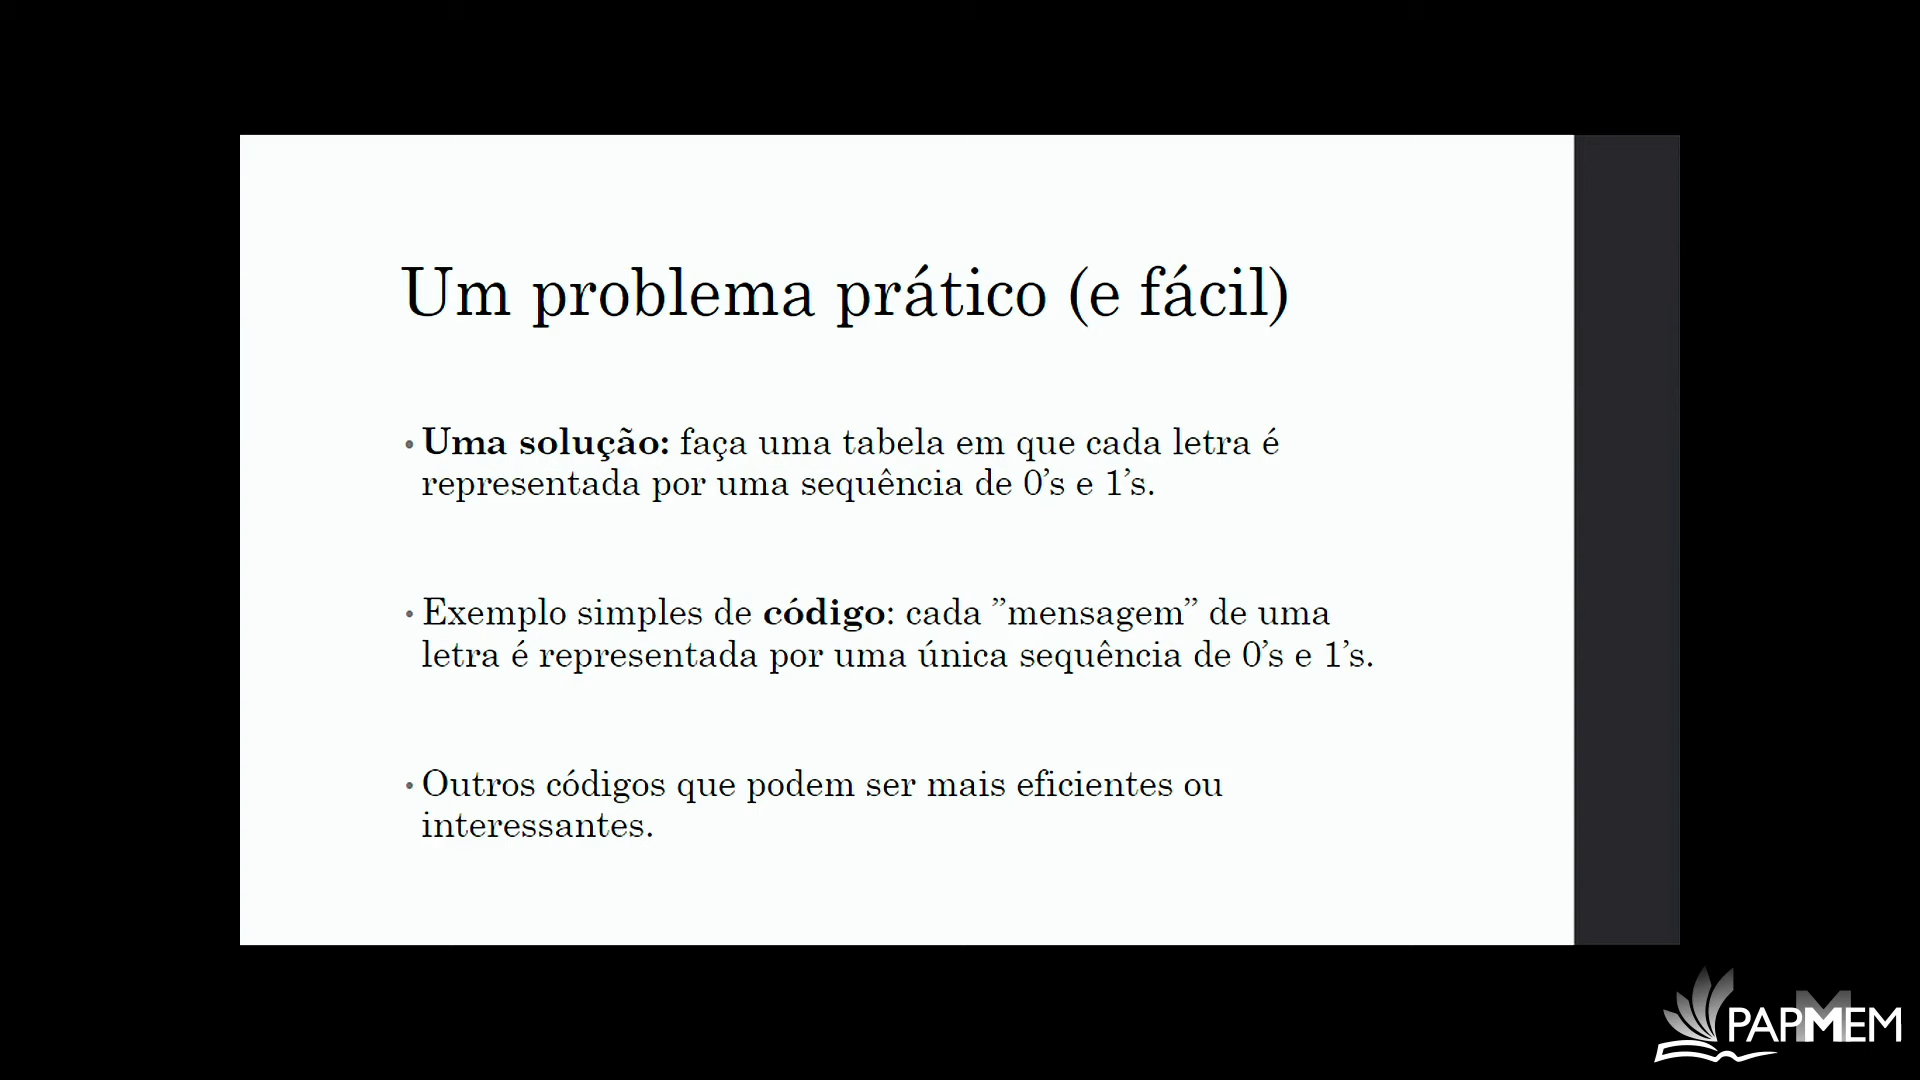 Um problema prático (e fácil)
• Uma solução: faça uma tabela em que cada letra é
representada por uma sequência de 0’s e 1’s.
• Exemplo simples de código: cada ”mensagem” de uma
letra é representada por uma única sequência de 0’s e 1’s.
• Outros códigos que podem ser mais eficientes ou
interessantes.
PAPMEM